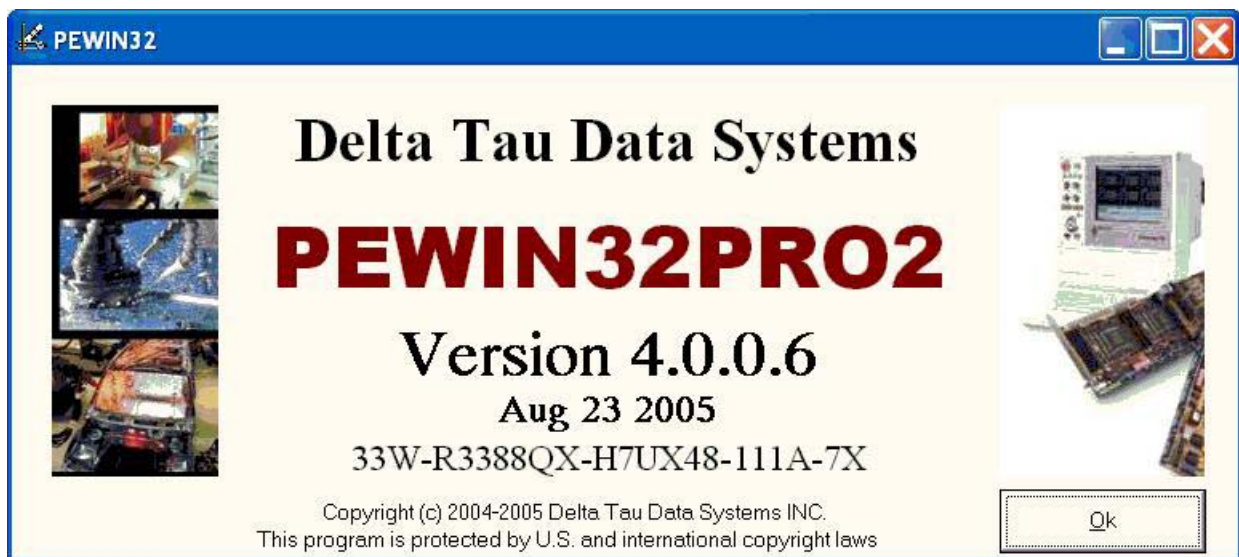 PEWIN32
Delta Tau Data Systems
PEWIN32PRO2
Version 4.0.0.6
Aug 23 2005
33W-R3388QX-H7UX48-111A-7X
Copyright (c) 2004-2005 Delta Tau Data Systems INC.
This program is protected by U.S. and international copyright laws
Ok